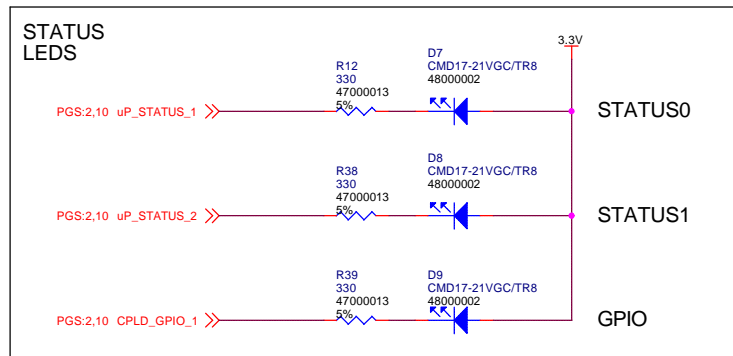 STATUS
LEDS
3.3V
R12
330
47000013
5%
D7
CMD17-21VGC/TR8
48000002
PGS:2,10 uP_STATUS_1
STATUS0
R38
330
47000013
5%
D8
CMD17-21VGC/TR8
48000002
PGS:2,10 uP_STATUS_2
STATUS1
R39
330
47000013
5%
D9
CMD17-21VGC/TR8
48000002
PGS:2,10 CPLD_GPIO_1
GPIO